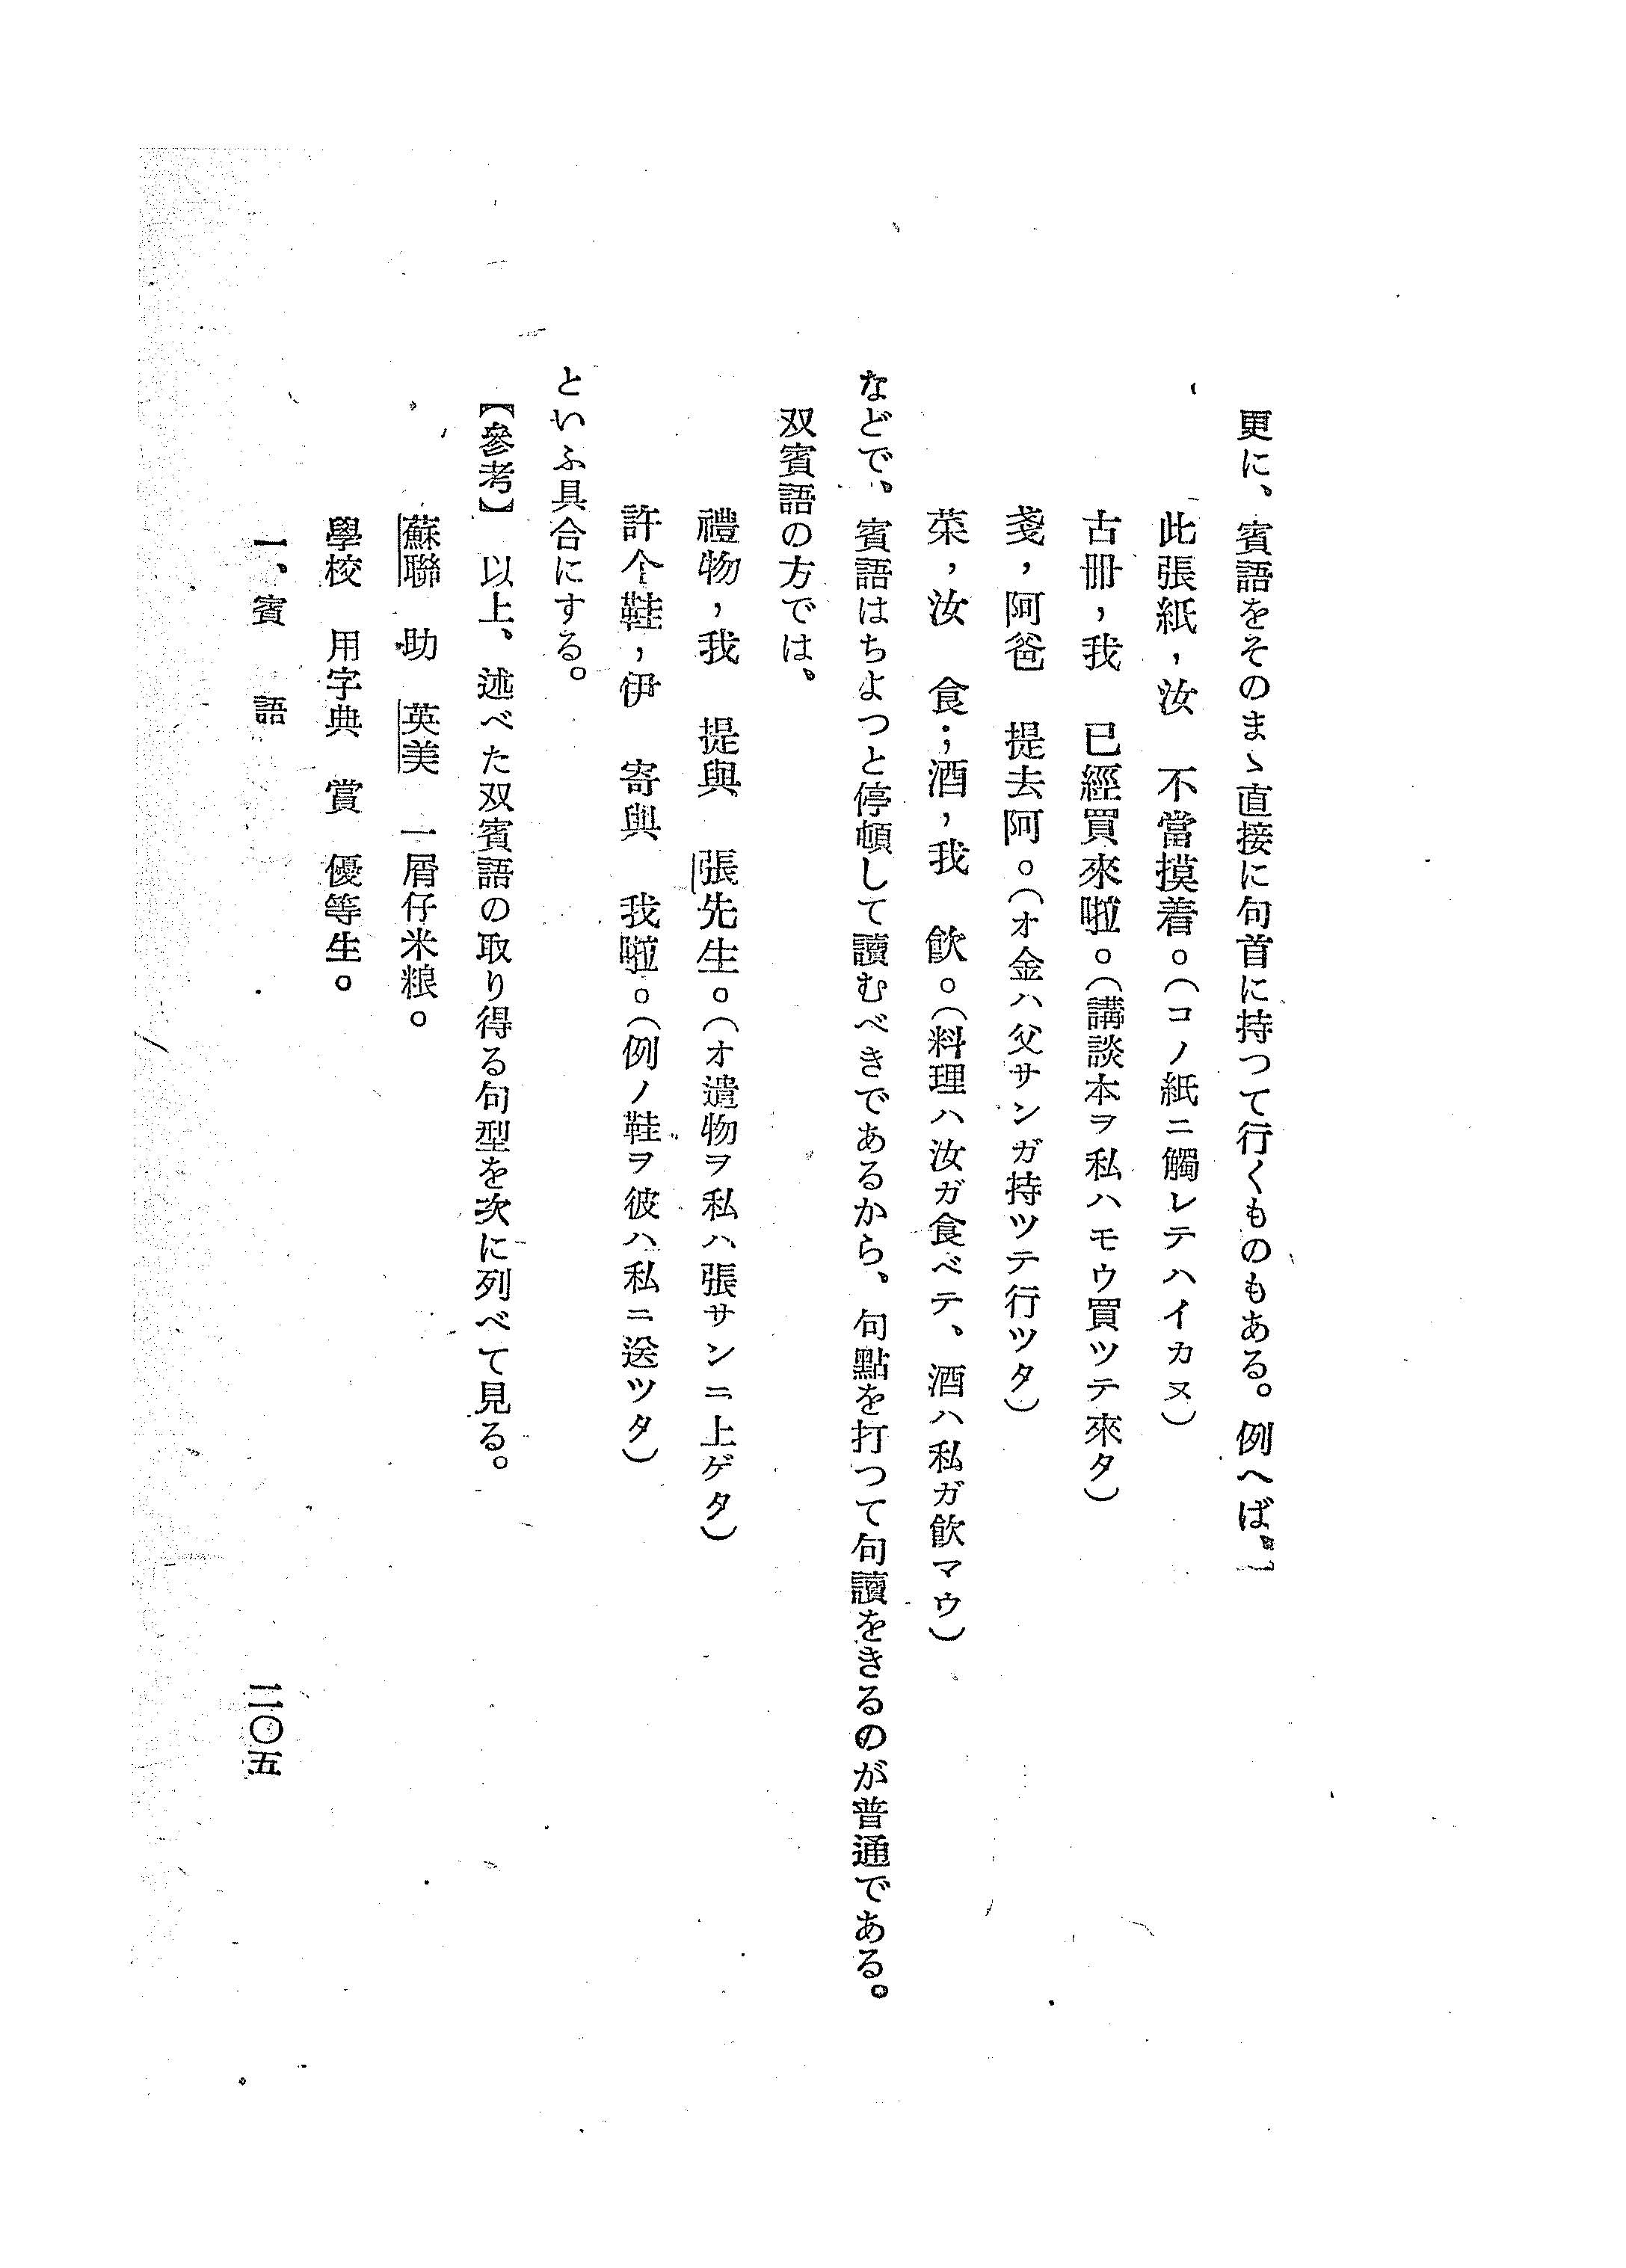 更に、賓語をそのまゝ直接に句首に持つて行くものもある。例へば、
此張紙，汝　不當摸着。（コノ紙ニ觸レテハイカヌ）
古册，我　已經買來啦。（講談本ヲ私ハモウ買ツテ來タ）
戔，阿爸　提去阿。（オ金ハ父サンガ持ツテ行ツタ）
菜，汝　食；酒，我　飮。（料理ハ汝ガ食ベテ、酒ハ私ガ飮マウ）
などで、賓語はちよつと停頓して讀むべきであるから、句點を打つて句讀をきるのが普通である。
双賓語の方では、
禮物，我　提與　張先生。（オ遣物ヲ私ハ張サンニ上ゲタ）
許个鞋，伊　寄與　我啦。（例ノ鞋ヲ彼ハ私ニ送ツタ）
といふ具合にする。
【參考】　以上、述べた双賓語の取り得る句型を次に列べて見る。
蘇聯　助　英美　一屑仔米粮。
學校　用字典　賞　優等生。
一、賓　語
二〇五